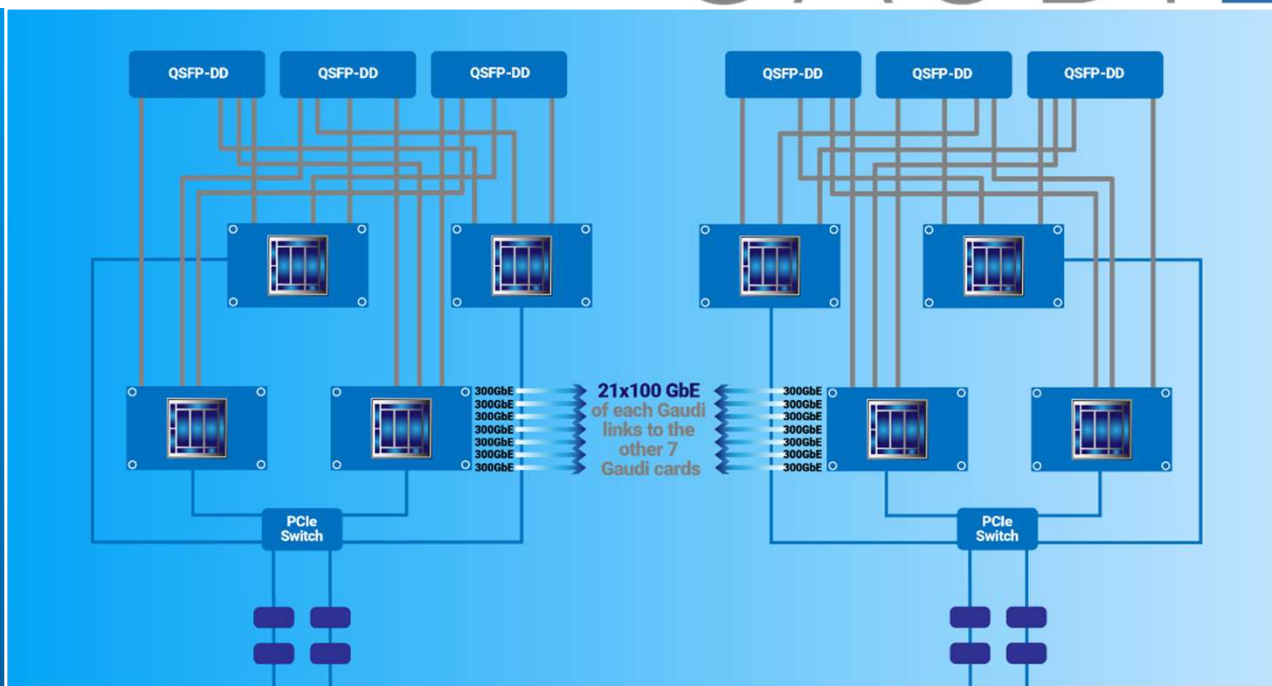 QSFP-DD QSFP-DD QSFP-DD QSFP-DD QSFP-DD QSFP-DD
300GbE 21x100 GbE 300GbE
300GbE of each Gaudi 300GbE
300GbE links to the 300GbE
300GbE other 7 300GbE
300GbE Gaudi cards 300GbE
300GbE 300GbE
300GbE 300GbE
PCIe
Switch
PCIe
Switch